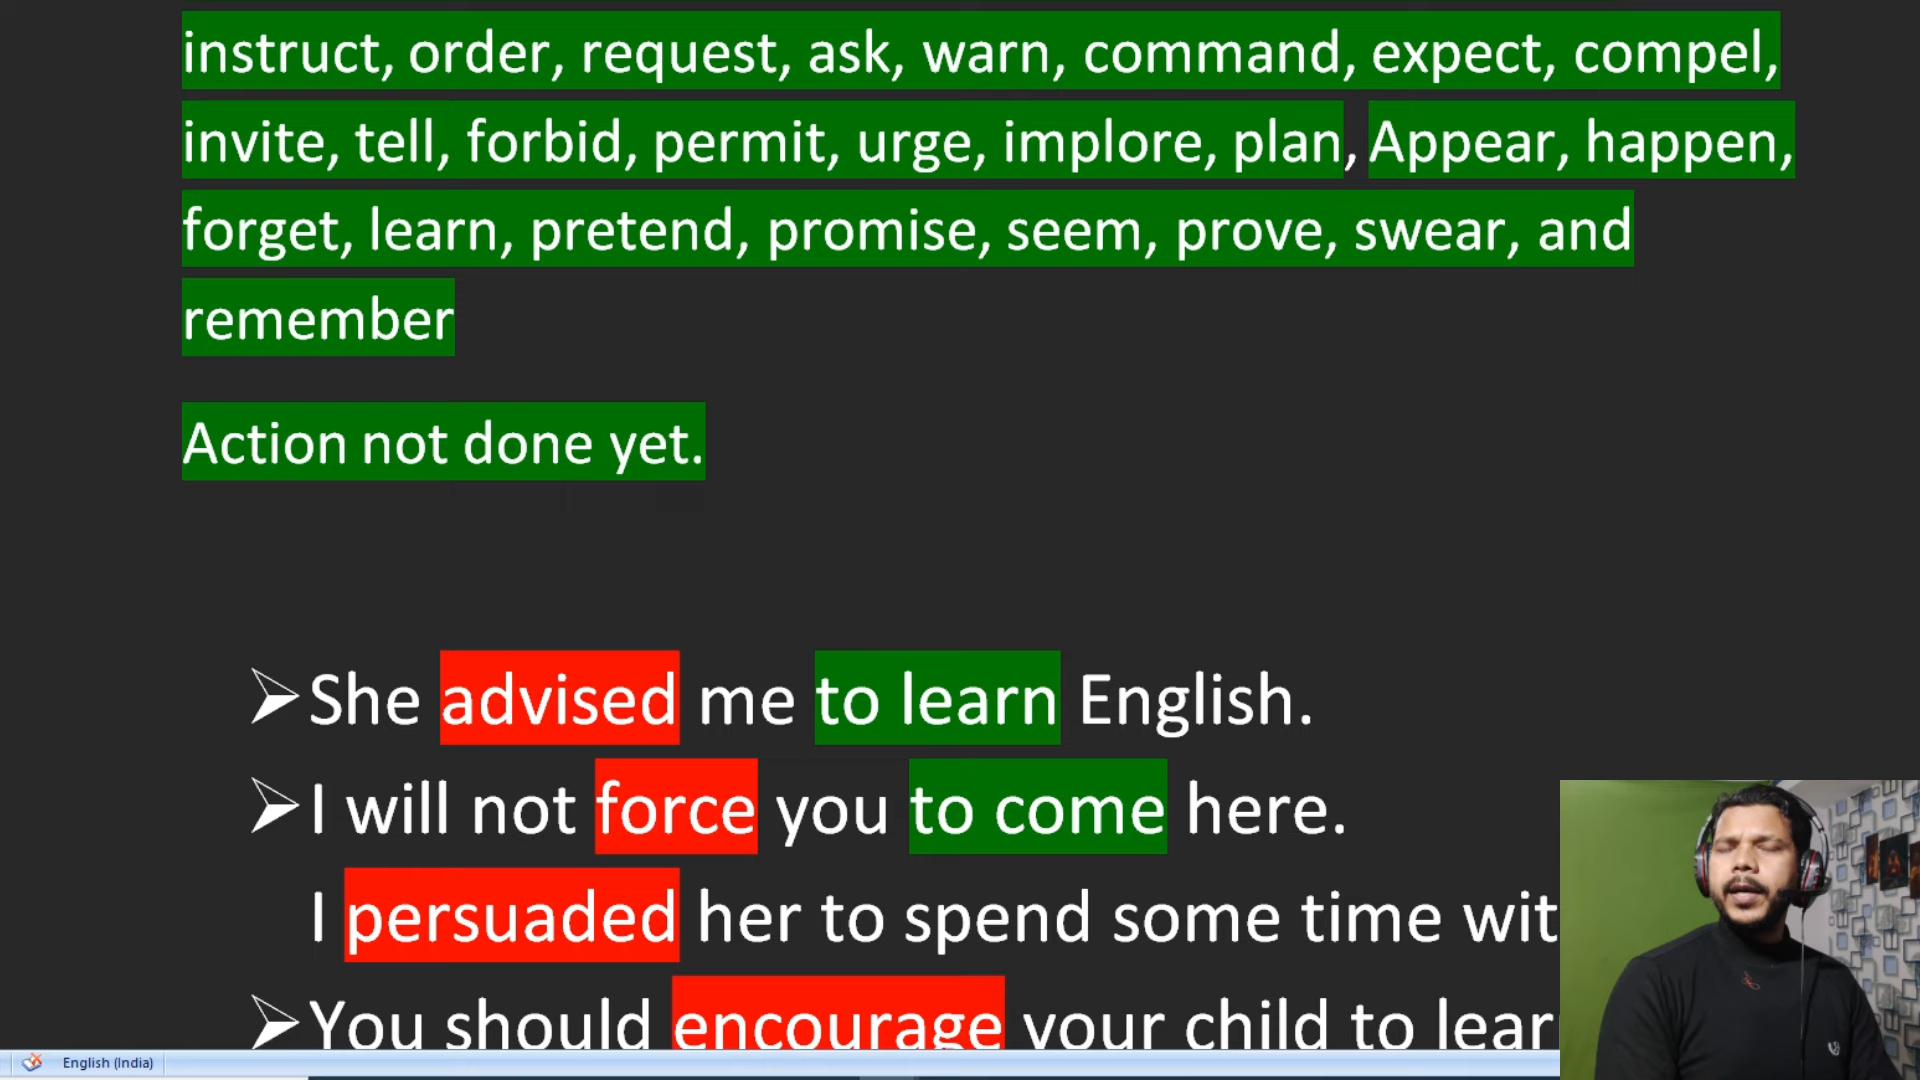 instruct, order, request, ask, warn, command, expect, compel,
invite, tell, forbid, permit, urge, implore, plan, Appear, happen,
forget, learn, pretend, promise, seem, prove, swear, and
remember
Action not done yet.
➢She advised me to learn English.
➢I will not force you to come here.
I persuaded her to spend some time wit
➢You should encourage your child to lear
English (India)